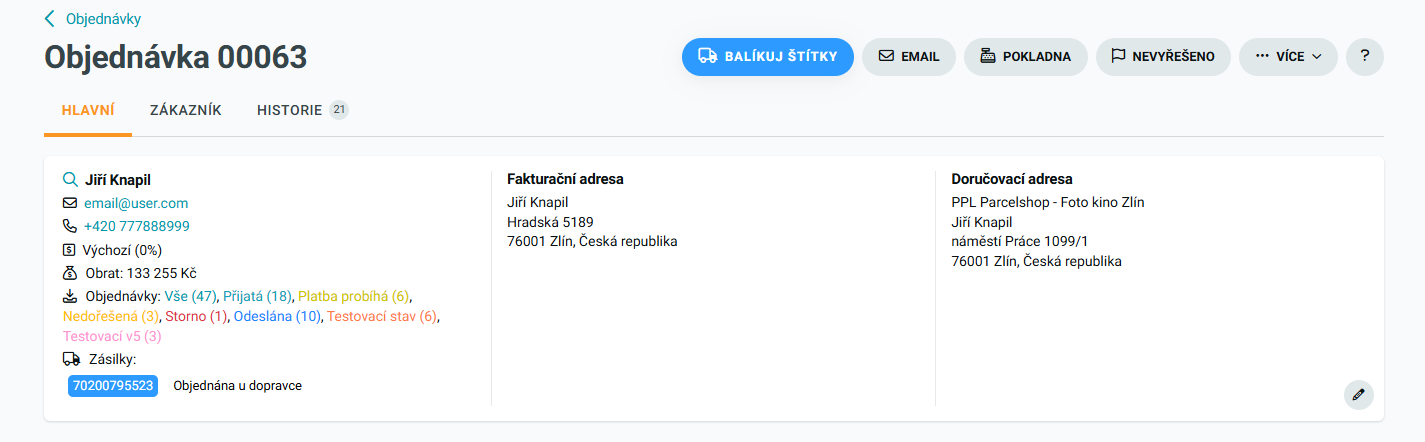 Objednávky
Objednávka 00063
BALÍKUJ ŠTÍTKY
EMAIL
POKLADNA
NEVYŘEŠENO
VÍCE
?
HLAVNÍ
ZÁKAZNÍK
HISTORIE 21
Jiří Knapil
email@user.com
+420 777888999
Výchozí (0%)
Obrat: 133 255 Kč
Objednávky: Vše (47), Přijatá (18), Platba probíhá (6),
Nedořešená (3), Storno (1), Odeslána (10), Testovací stav (6),
Testovací v5 (3)
Zásilky:
70200795523 Objednána u dopravce
Fakturační adresa
Jiří Knapil
Hradská 5189
76001 Zlín, Česká republika
Doručovací adresa
PPL Parcelshop - Foto kino Zlín
Jiří Knapil
náměstí Práce 1099/1
76001 Zlín, Česká republika